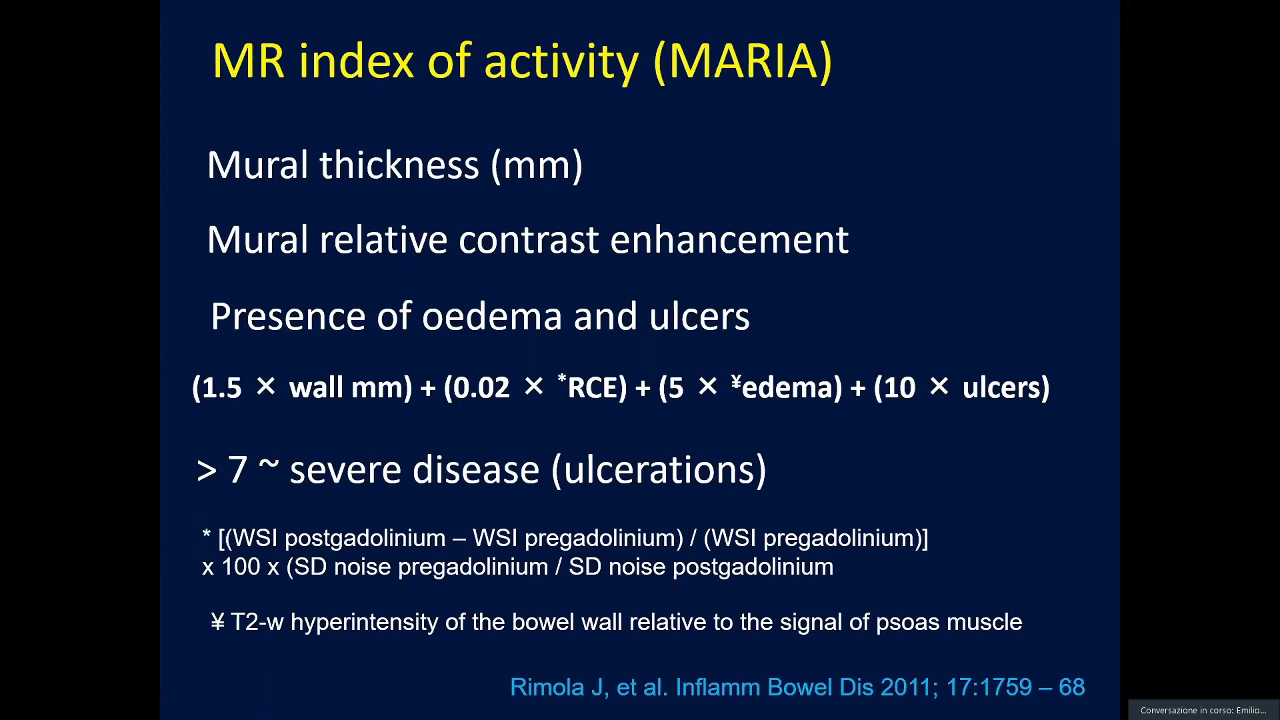 MR index of activity (MARIA)
Mural thickness (mm)
Mural relative contrast enhancement
Presence of oedema and ulcers
(1.5 × wall mm) + (0.02 × *RCE) + (5 × ¥edema) + (10 × ulcers)
> 7 ~ severe disease (ulcerations)
* [(WSI postgadolinium – WSI pregadolinium) / (WSI pregadolinium)]
x 100 x (SD noise pregadolinium / SD noise postgadolinium
¥ T2-w hyperintensity of the bowel wall relative to the signal of psoas muscle
Rimola J, et al. Inflamm Bowel Dis 2011; 17:1759 – 68
Conversazione in corso: Emilio...